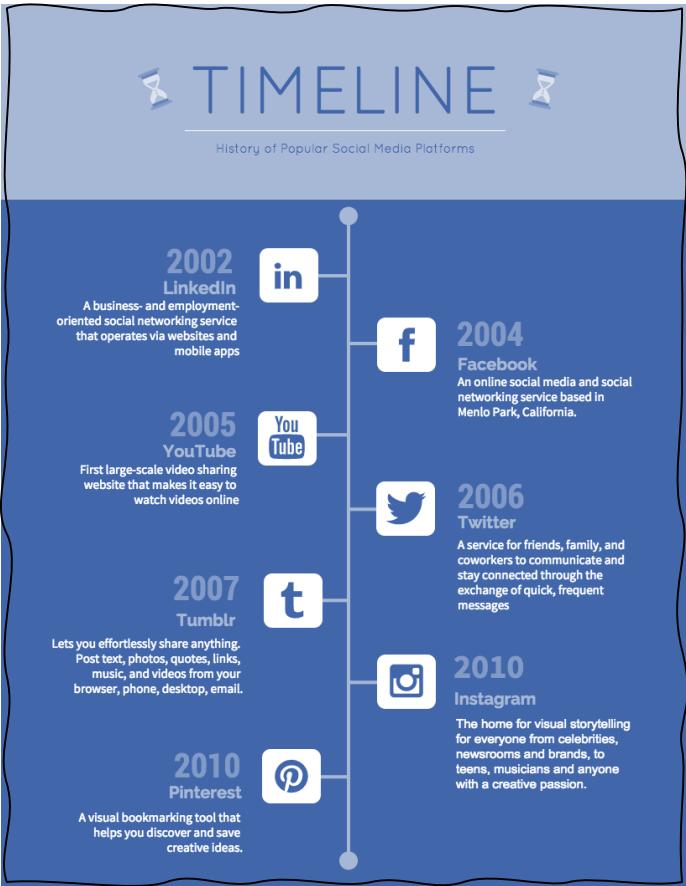 TIMELINE
History of Popular Social Media Platforms
2002
LinkedIn
A business- and employment-
oriented social networking service
that operates via websites and
mobile apps
in
f
2004
Facebook
An online social media and social
networking service based in
Menlo Park, California.
2005
YouTube
First large-scale video sharing
website that makes it easy to
watch videos online
You
Tube
2006
Twitter
A service for friends, family, and
coworkers to communicate and
stay connected through the
exchange of quick, frequent
messages
2007
Tumblr
Lets you effortlessly share anything.
Post text, photos, quotes, links,
music, and videos from your
browser, phone, desktop, email.
t
2010
Instagram
The home for visual storytelling
for everyone from celebrities,
newsrooms and brands, to
teens, musicians and anyone
with a creative passion.
2010
Pinterest
A visual bookmarking tool that
helps you discover and save
creative ideas.